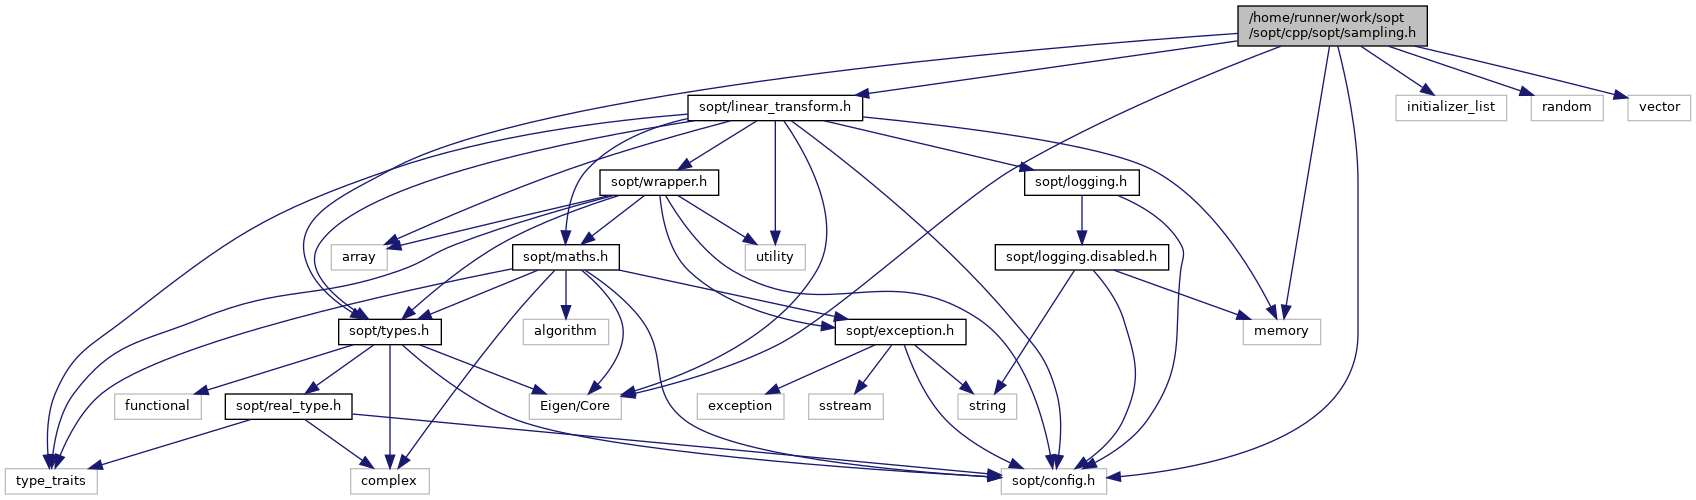 /home/runner/work/sopt
/sopt/cpp/sopt/sampling.h
sopt/linear_transform.h
initializer_list
random
vector
sopt/wrapper.h
sopt/logging.h
array
sopt/maths.h
utility
sopt/logging.disabled.h
sopt/types.h
algorithm
sopt/exception.h
memory
functional
sopt/real_type.h
Eigen/Core
exception
sstream
string
type_traits
complex
sopt/config.h